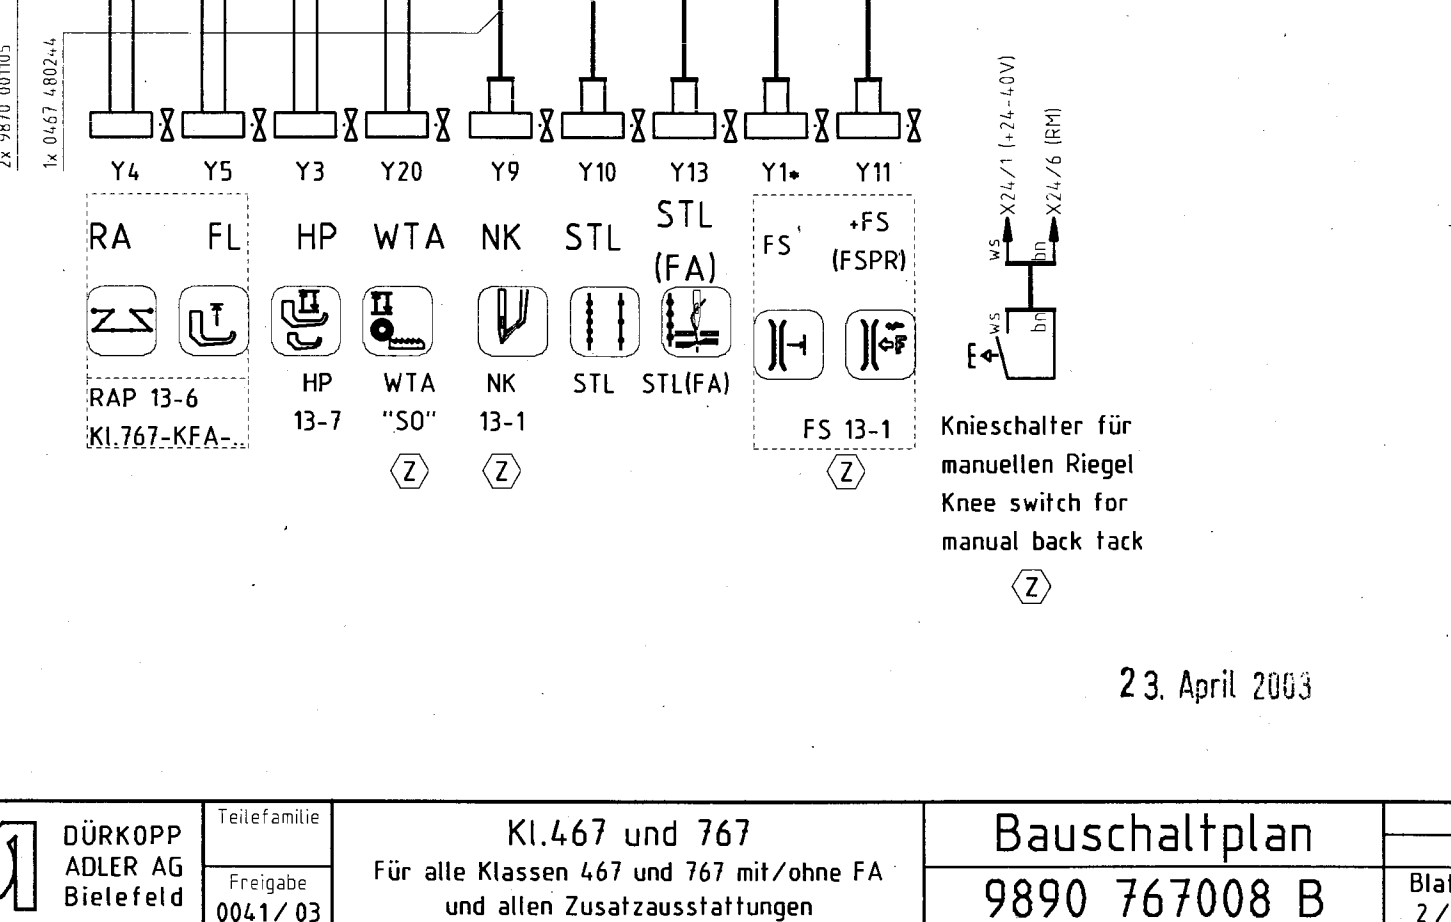 2x 9870 001105
1x 0467 480244
Y4 Y5 Y3 Y20 Y9 Y10 Y13 Y1* Y11
RA FL HP WTA NK STL STL (FA) FS +FS (FSPR)
HP WTA NK STL STL(FA)
13-7 "SO" 13-1
RAP 13-6
Kl.767-KFA-..
FS 13-1
Z Z Z
X24/1 (+24-40V)
X24/6 (RM)
ws bn
ws bn
Knieschalter für
manuellen Riegel
Knee switch for
manual back tack
Z
23. April 2003
DÜRKOPP
ADLER AG
Bielefeld
Teilefamilie
Freigabe
0041/03
Kl.467 und 767
Für alle Klassen 467 und 767 mit/ohne FA
und allen Zusatzausstattungen
Bauschaltplan
9890 767008 B
2/